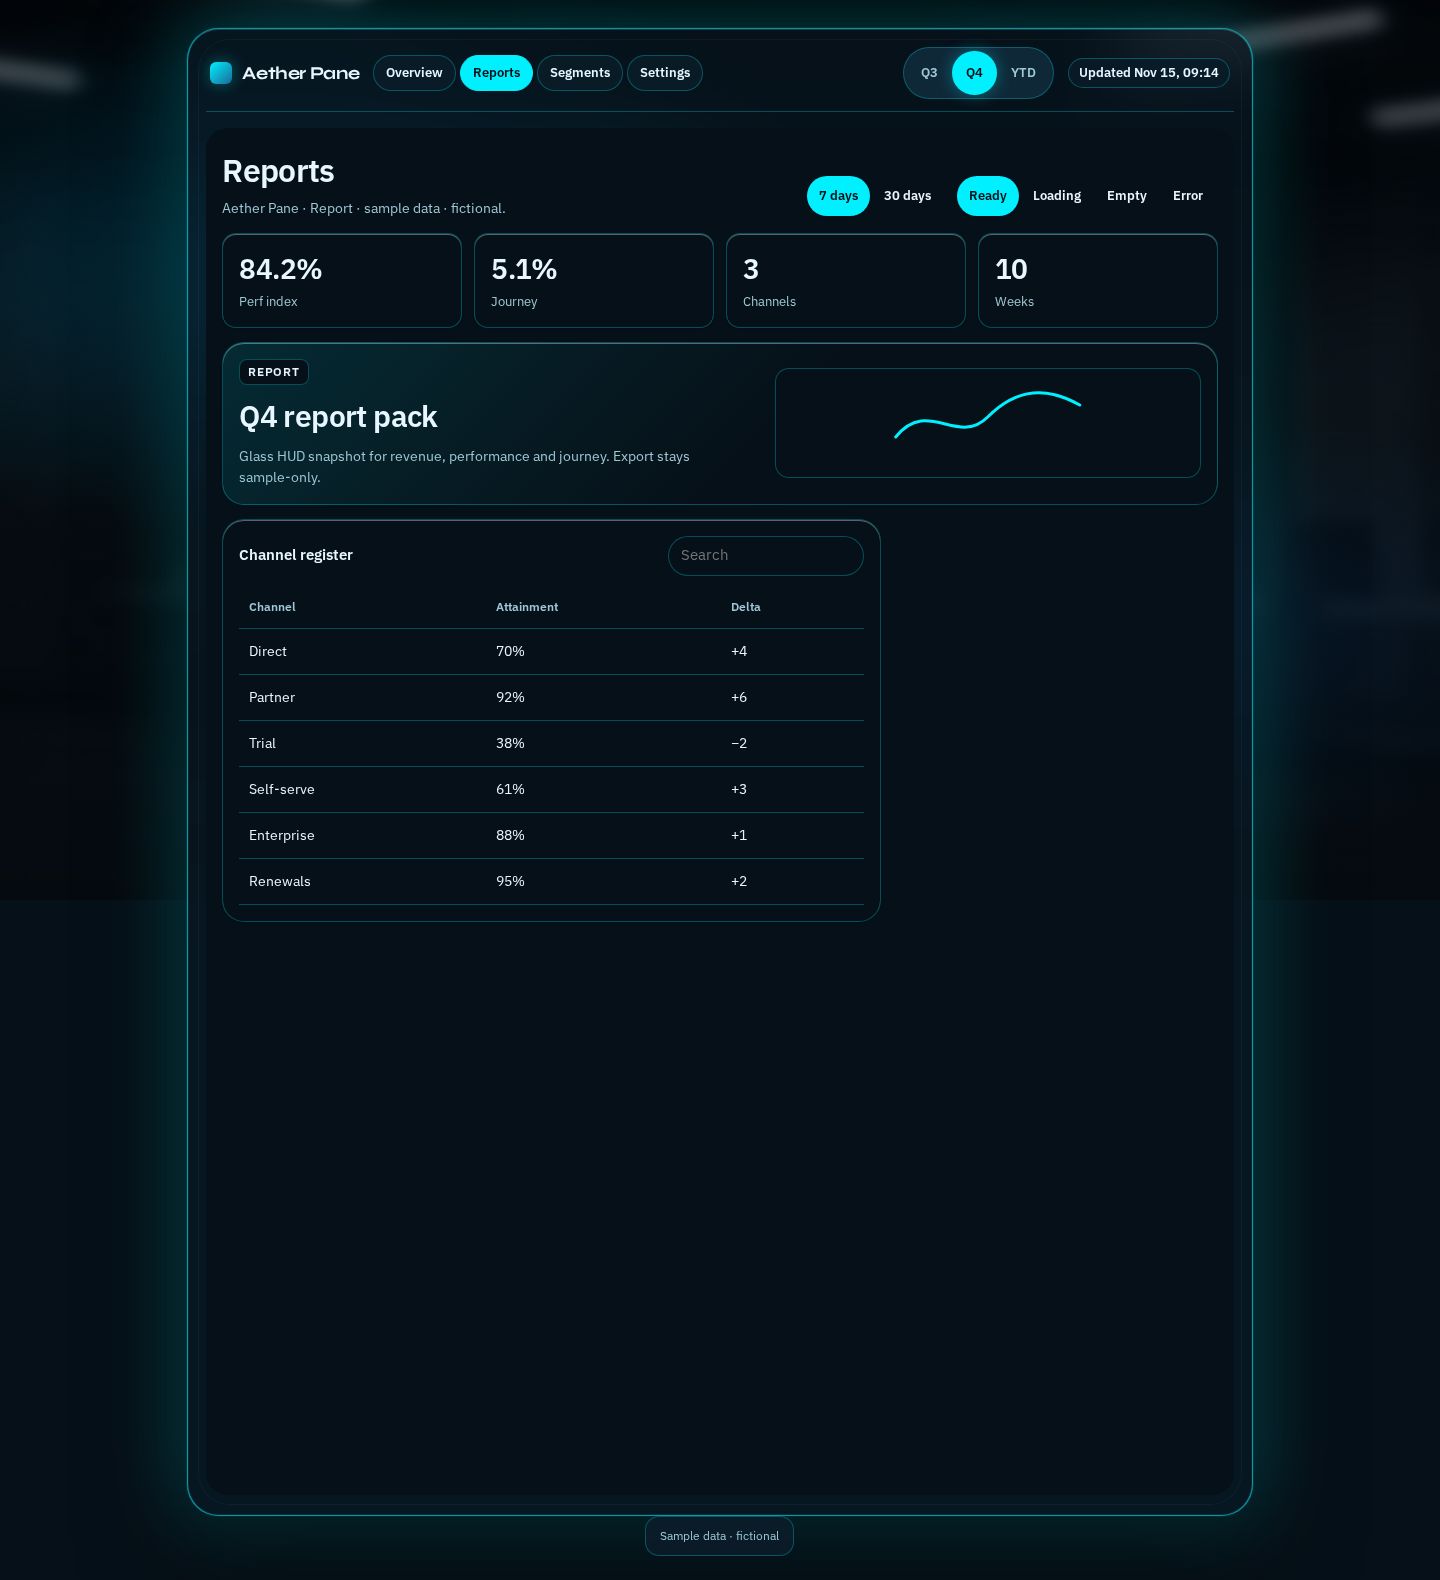 Aether Pane
Overview
Reports
Segments
Settings
Q3
Q4
YTD
Updated Nov 15, 09:14
Reports
Aether Pane · Report · sample data · fictional.
7 days
30 days
Ready
Loading
Empty
Error
84.2%
Perf index
5.1%
Journey
3
Channels
10
Weeks
REPORT
Q4 report pack
Glass HUD snapshot for revenue, performance and journey. Export stays
sample-only.
Channel register
Search
Channel Attainment Delta
Direct 70% +4
Partner 92% +6
Trial 38% −2
Self-serve 61% +3
Enterprise 88% +1
Renewals 95% +2
Sample data · fictional